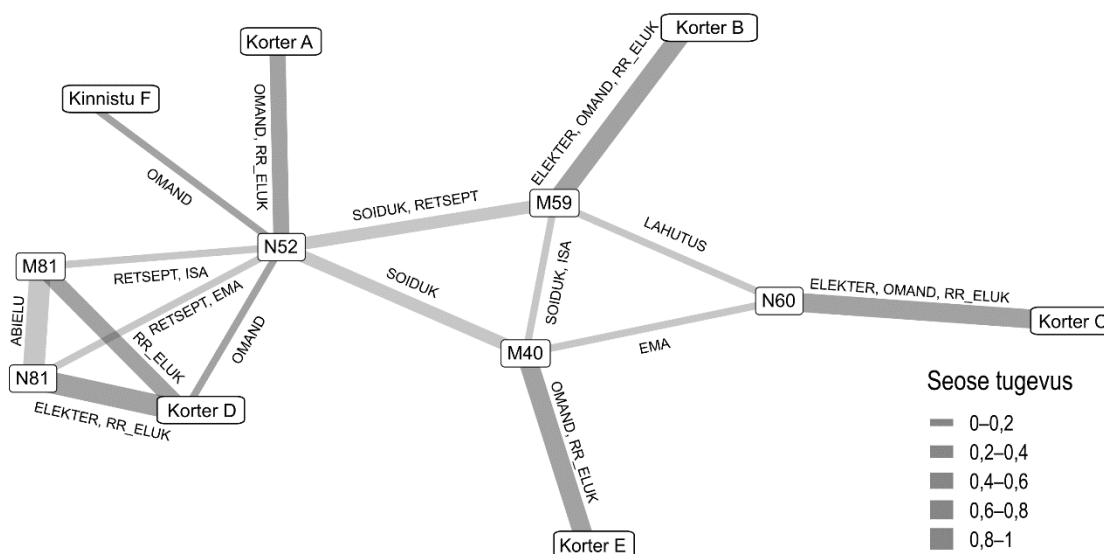 Korter A
Korter B
Kinnistu F
OMAND, RR_ELUK
ELEKTER, OMAND, RR_ELUK
OMAND
SOIDUK, RETSEPT
M59
LAHUTUS
N52
M81
RETSEPT, ISA
SOIDUK
SOIDUK, ISA
ELEKTER, OMAND, RR_ELUK
N60
Korter C
ABIELU
RETSEPT, EMA
RR_ELUK
OMAND
M40
EMA
N81
Korter D
ELEKTER, RR_ELUK
OMAND, RR_ELUK
Korter E
Seose tugevus
0–0,2
0,2–0,4
0,4–0,6
0,6–0,8
0,8–1